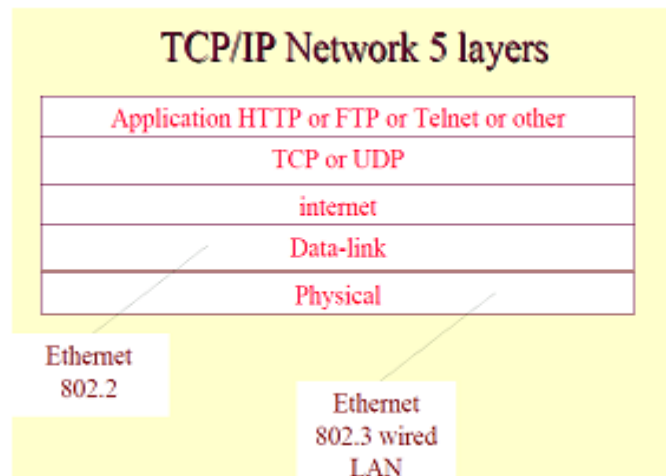 TCP/IP Network 5 layers
Application HTTP or FTP or Telnet or other
TCP or UDP
internet
Data-link
Physical
Ethernet
802.2
Ethernet
802.3 wired
LAN